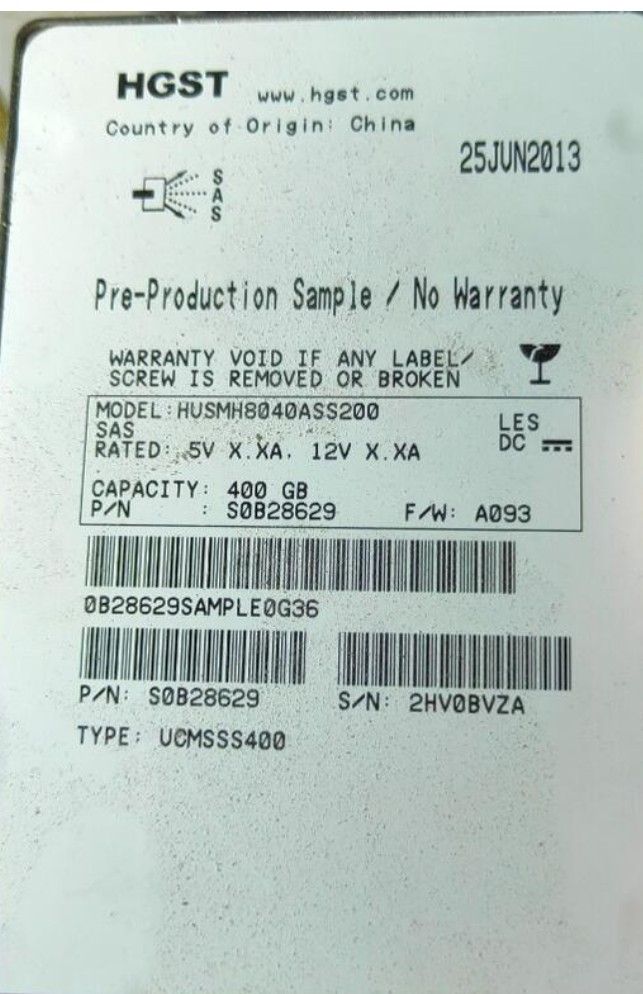 HGST www.hgst.com
Country of Origin: China
25JUN2013
SAS
Pre-Production Sample / No Warranty
WARRANTY VOID IF ANY LABEL/
SCREW IS REMOVED OR BROKEN
MODEL:HUSMH8040ASS200
SAS
RATED: 5V X.XA. 12V X.XA
LES
DC
CAPACITY: 400 GB
P/N : S0B28629 F/W: A093
0B28629SAMPLE0G36
P/N: S0B28629 S/N: 2HV0BVZA
TYPE: UCMSSS400